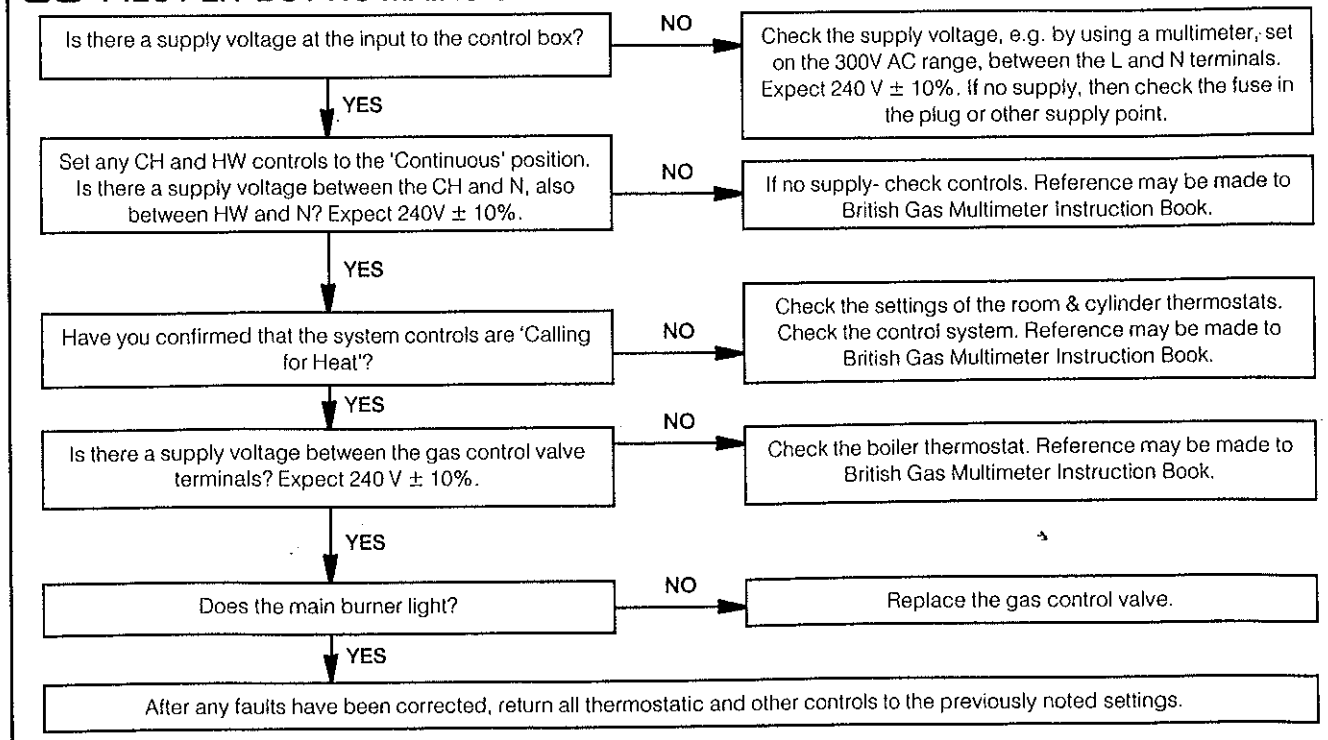 Is there a supply voltage at the input to the control box?
NO
Check the supply voltage, e.g. by using a multimeter, set
on the 300V AC range, between the L and N terminals.
Expect 240 V ± 10%. If no supply, then check the fuse in
the plug or other supply point.
YES
Set any CH and HW controls to the 'Continuous' position.
Is there a supply voltage between the CH and N, also
between HW and N? Expect 240V ± 10%.
NO
If no supply- check controls. Reference may be made to
British Gas Multimeter Instruction Book.
YES
Have you confirmed that the system controls are 'Calling
for Heat'?
NO
Check the settings of the room & cylinder thermostats.
Check the control system. Reference may be made to
British Gas Multimeter Instruction Book.
YES
Is there a supply voltage between the gas control valve
terminals? Expect 240 V ± 10%.
NO
Check the boiler thermostat. Reference may be made to
British Gas Multimeter Instruction Book.
YES
Does the main burner light?
NO
Replace the gas control valve.
YES
After any faults have been corrected, return all thermostatic and other controls to the previously noted settings.